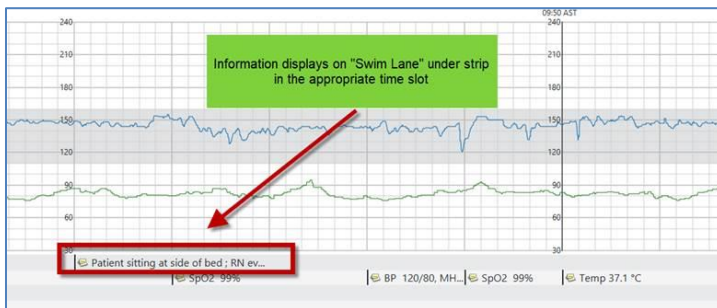 09:50 AST
240 240
210 210
Information displays on "Swim Lane" under strip
in the appropriate time slot
180 180
150 150
120 120
90 90
60 60
30 30
Patient sitting at side of bed ; RN ev...
SpO2 99% BP 120/80, MH... SpO2 99% Temp 37.1 °C